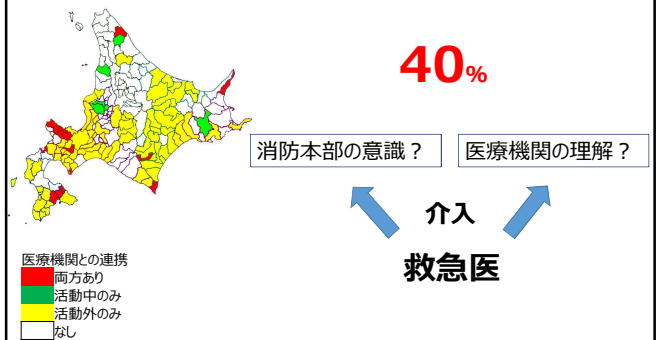 40%
消防本部の意識？
医療機関の理解？
介入
救急医
医療機関との連携
両方あり
活動中のみ
活動外のみ
なし